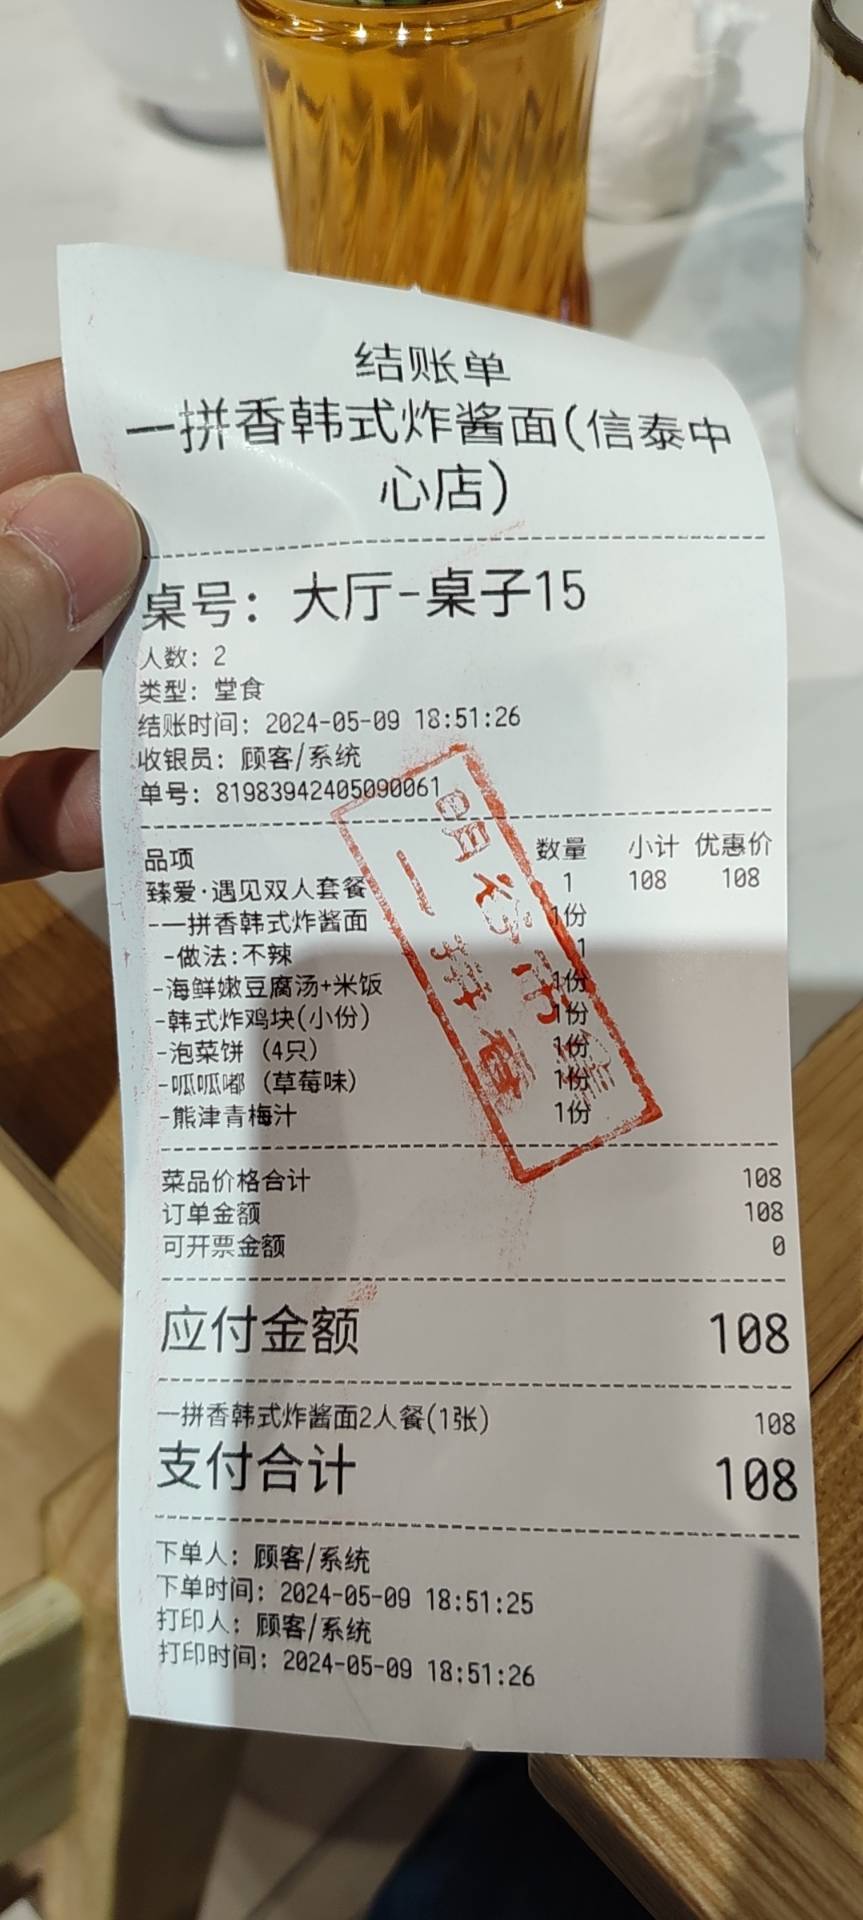 结账单
一拼香韩式炸酱面(信泰中
心店)
桌号: 大厅-桌子15
人数: 2
类型: 堂食
结账时间: 2024-05-09 18:51:26
收银员: 顾客/系统
单号: 81983942405090061
品项 数量 小计 优惠价
臻爱·遇见双人套餐 1 108 108
-一拼香韩式炸酱面 1份
-做法:不辣 1
-海鲜嫩豆腐汤+米饭 1份
-韩式炸鸡块(小份) 1份
-泡菜饼 (4只) 1份
-呱呱嘟 (草莓味) 1份
-熊津青梅汁 1份
一拼香
菜品价格合计 108
订单金额 108
可开票金额 0
应付金额 108
一拼香韩式炸酱面2人餐(1张) 108
支付合计 108
下单人: 顾客/系统
下单时间: 2024-05-09 18:51:25
打印人: 顾客/系统
打印时间: 2024-05-09 18:51:26